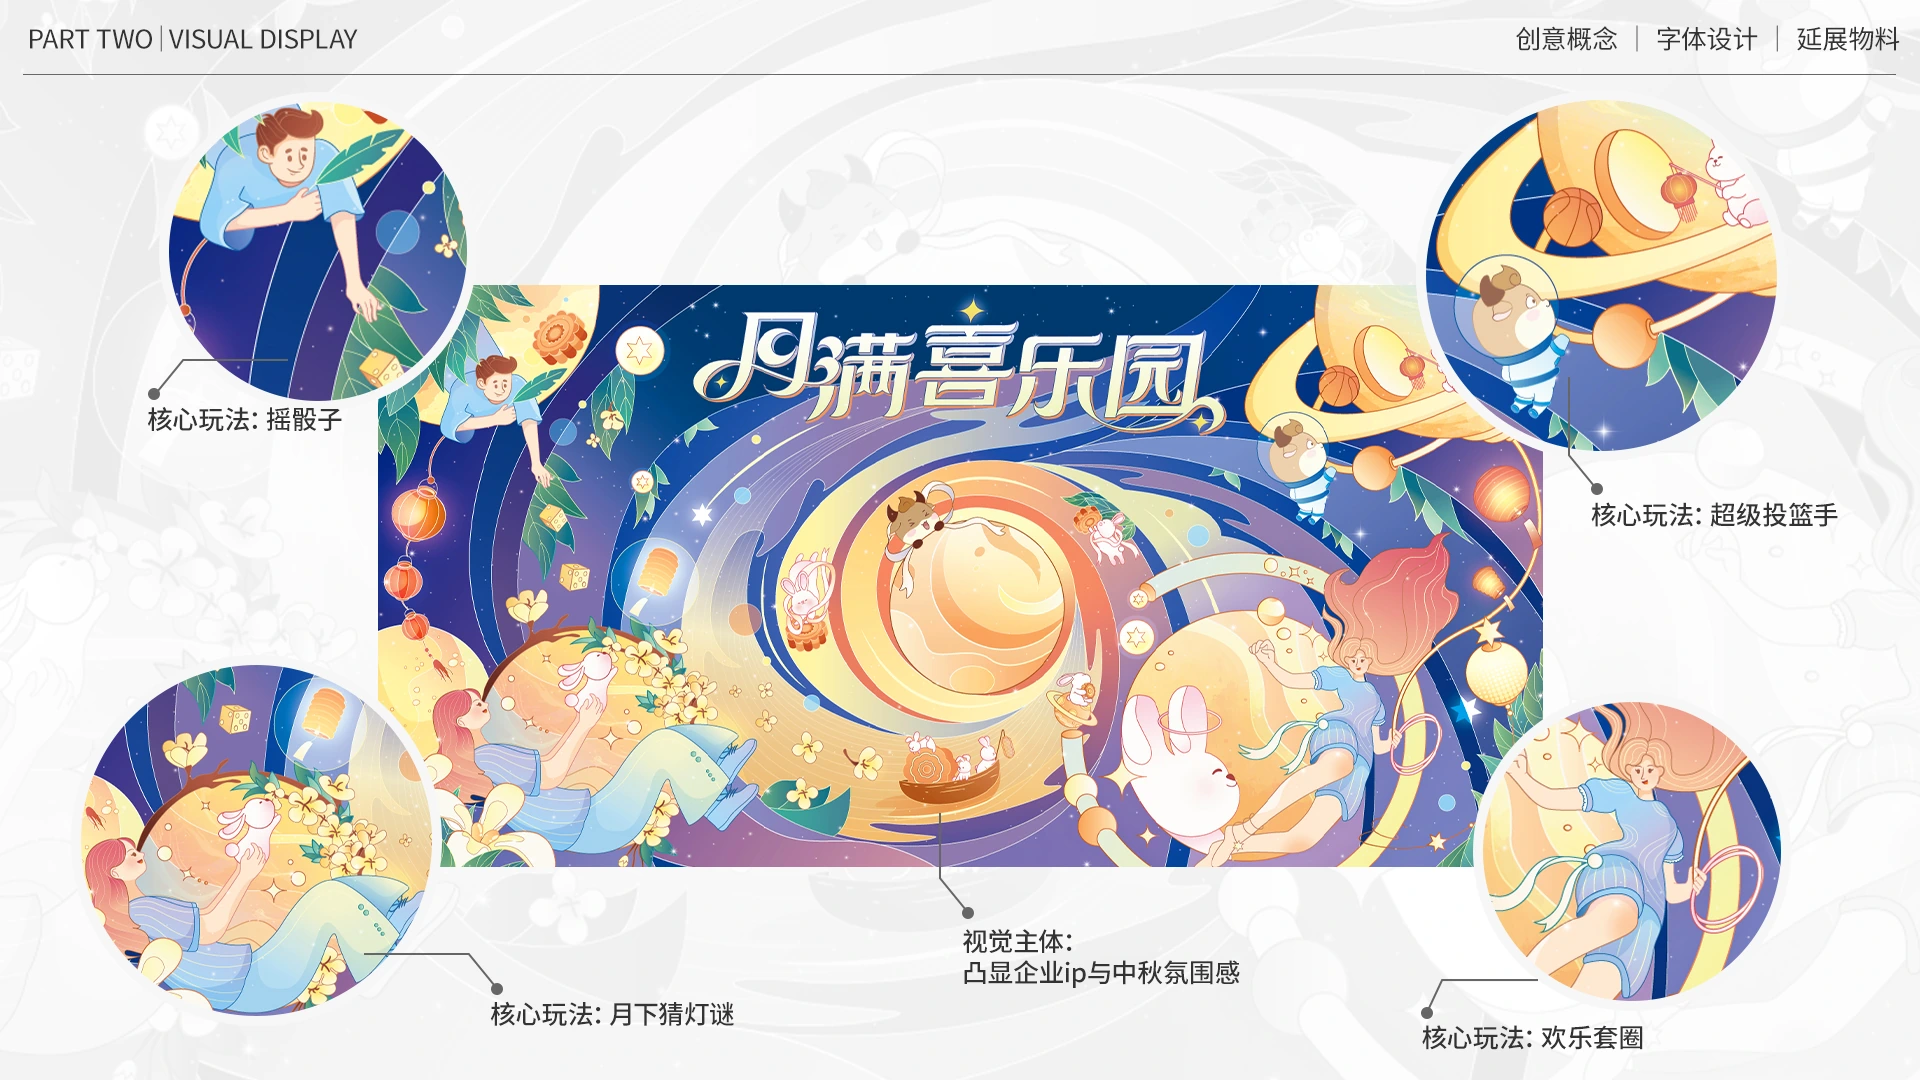 PART TWO | VISUAL DISPLAY
创意概念 | 字体设计 | 延展物料
月满喜乐园
核心玩法：摇骰子
核心玩法：超级投篮手
视觉主体：
凸显企业ip与中秋氛围感
核心玩法：月下猜灯谜
核心玩法：欢乐套圈